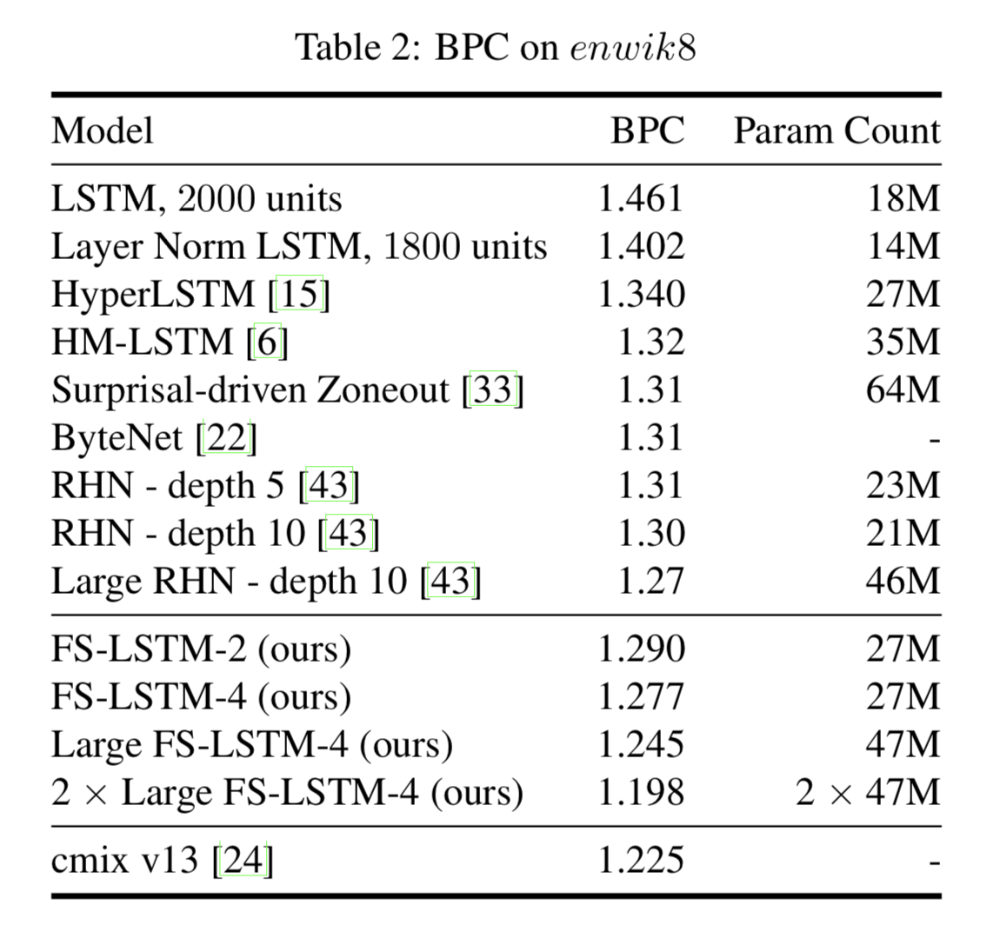 Table 2: BPC on enwik8
Model BPC Param Count
LSTM, 2000 units 1.461 18M
Layer Norm LSTM, 1800 units 1.402 14M
HyperLSTM [15] 1.340 27M
HM-LSTM [6] 1.32 35M
Surprisal-driven Zoneout [33] 1.31 64M
ByteNet [22] 1.31 -
RHN - depth 5 [43] 1.31 23M
RHN - depth 10 [43] 1.30 21M
Large RHN - depth 10 [43] 1.27 46M
FS-LSTM-2 (ours) 1.290 27M
FS-LSTM-4 (ours) 1.277 27M
Large FS-LSTM-4 (ours) 1.245 47M
2 × Large FS-LSTM-4 (ours) 1.198 2 × 47M
cmix v13 [24] 1.225 -